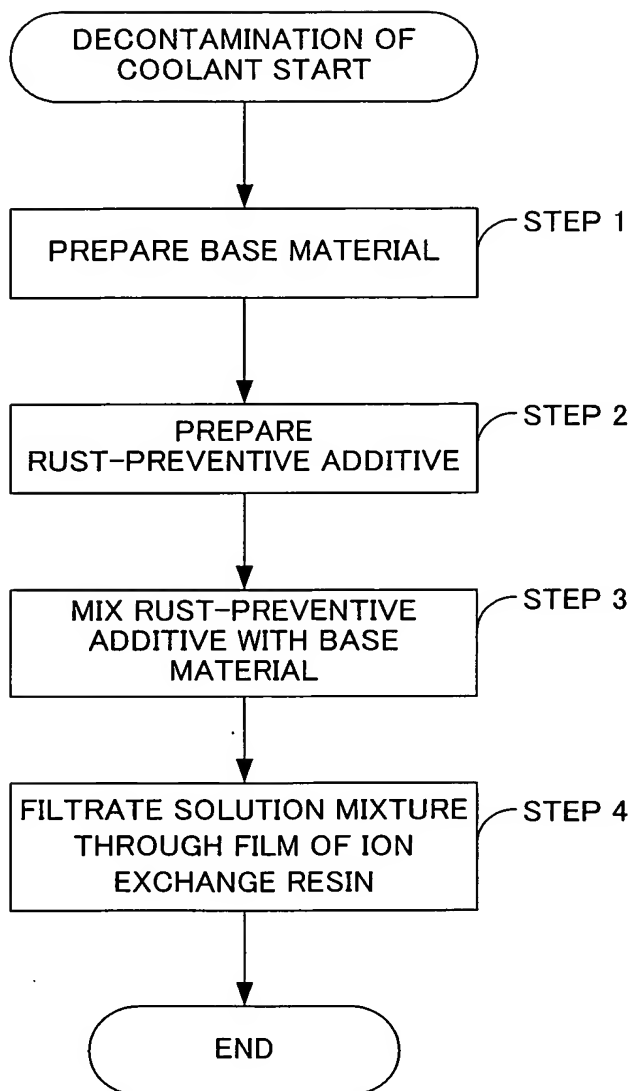 DECONTAMINATION OF
COOLANT START
PREPARE BASE MATERIAL
STEP 1
PREPARE
RUST-PREVENTIVE ADDITIVE
STEP 2
MIX RUST-PREVENTIVE
ADDITIVE WITH BASE
MATERIAL
STEP 3
FILTRATE SOLUTION MIXTURE
THROUGH FILM OF ION
EXCHANGE RESIN
STEP 4
END